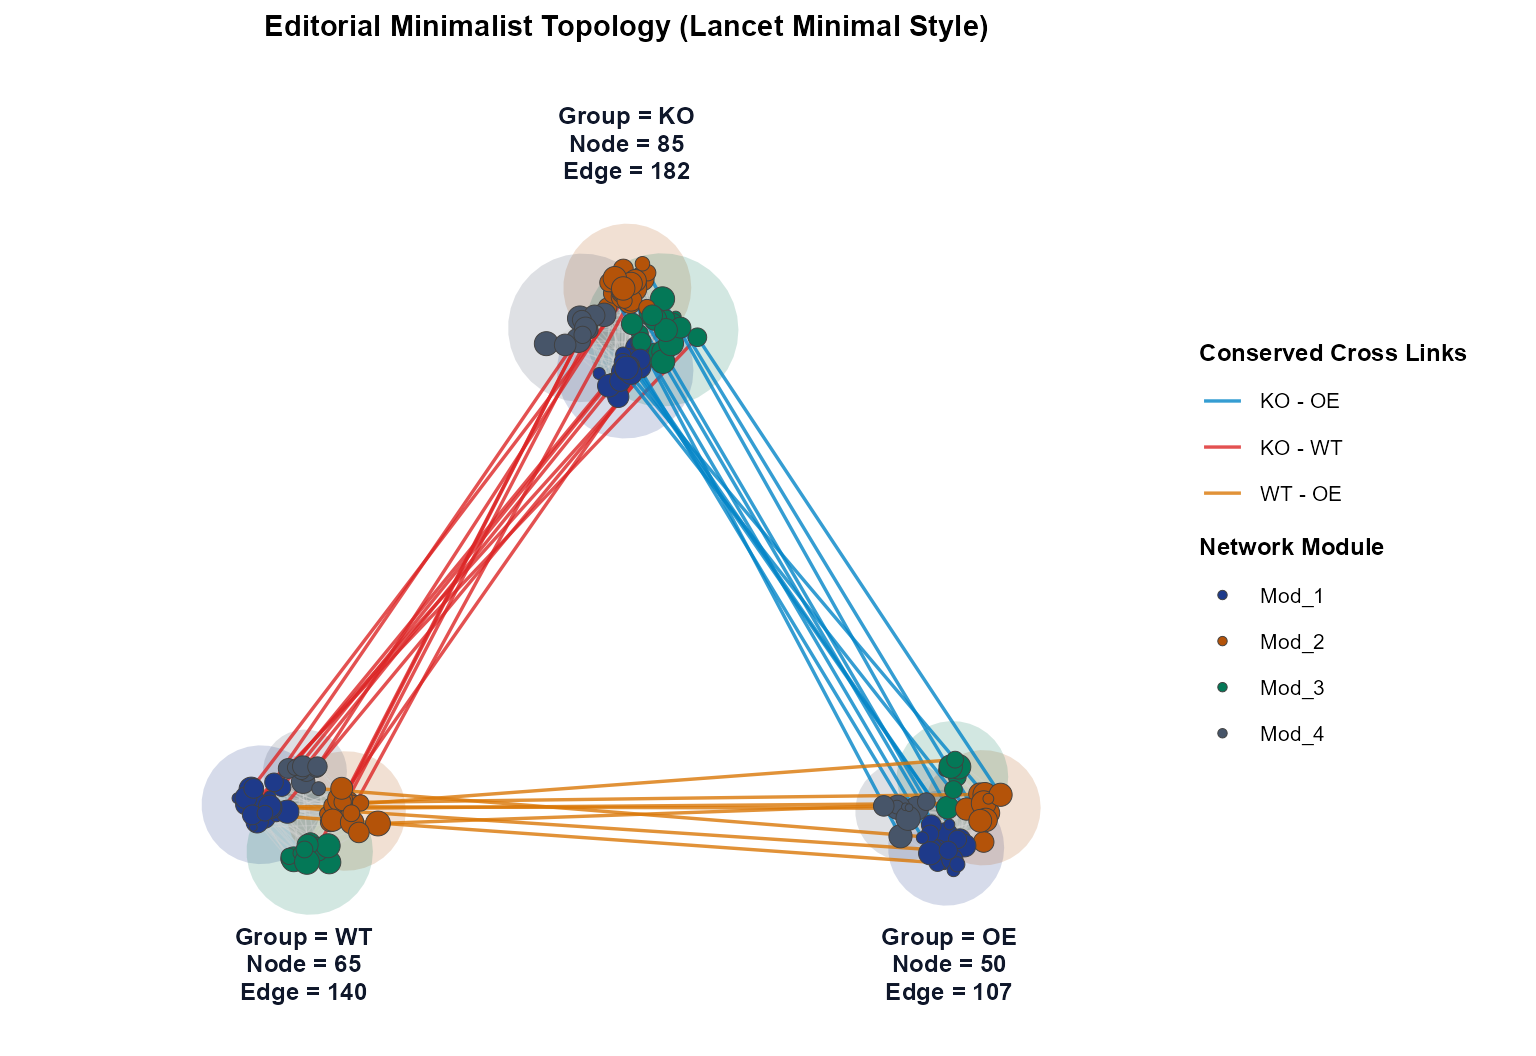 Editorial Minimalist Topology (Lancet Minimal Style)
Group = KO
Node = 85
Edge = 182
Conserved Cross Links
KO - OE
KO - WT
WT - OE
Network Module
Mod_1
Mod_2
Mod_3
Mod_4
Group = WT
Node = 65
Edge = 140
Group = OE
Node = 50
Edge = 107